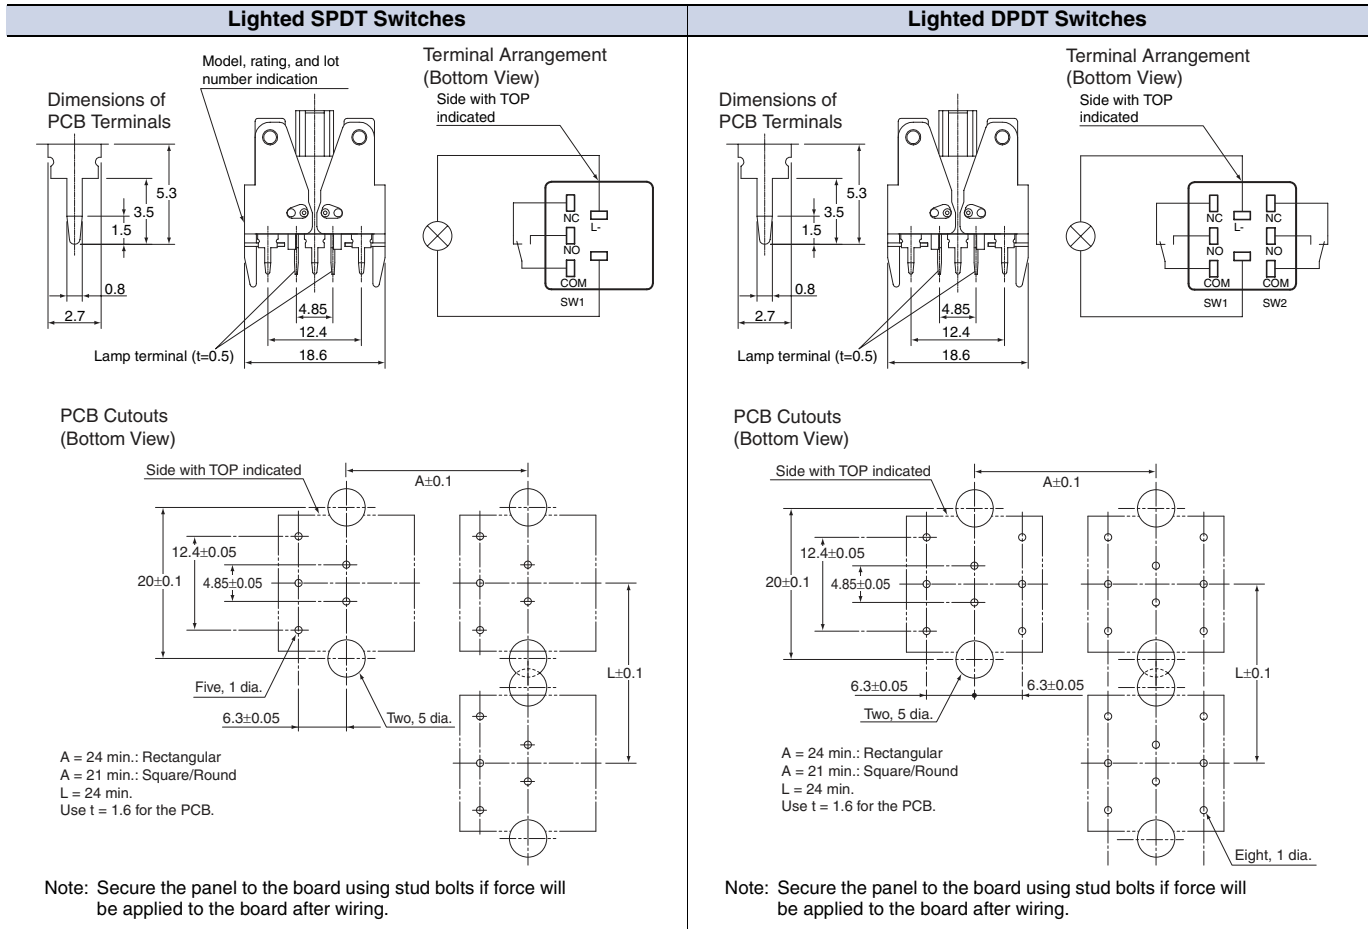 Lighted SPDT Switches
Model, rating, and lot
number indication
Terminal Arrangement
(Bottom View)
Side with TOP
indicated
Dimensions of
PCB Terminals
5.3
3.5
1.5
0.8
2.7
4.85
12.4
18.6
Lamp terminal (t=0.5)
NC
L-
NO
COM
SW1
PCB Cutouts
(Bottom View)
Side with TOP indicated
A±0.1
12.4±0.05
20±0.1
4.85±0.05
L±0.1
Five, 1 dia.
Two, 5 dia.
6.3±0.05
A = 24 min.: Rectangular
A = 21 min.: Square/Round
L = 24 min.
Use t = 1.6 for the PCB.
Note: Secure the panel to the board using stud bolts if force will
be applied to the board after wiring.
Lighted DPDT Switches
Terminal Arrangement
(Bottom View)
Side with TOP
indicated
Dimensions of
PCB Terminals
5.3
3.5
1.5
0.8
2.7
4.85
12.4
18.6
Lamp terminal (t=0.5)
NC
L-
NC
NO
NO
COM
COM
SW1
SW2
PCB Cutouts
(Bottom View)
Side with TOP indicated
A±0.1
12.4±0.05
20±0.1
4.85±0.05
L±0.1
6.3±0.05
6.3±0.05
Two, 5 dia.
A = 24 min.: Rectangular
A = 21 min.: Square/Round
L = 24 min.
Use t = 1.6 for the PCB.
Eight, 1 dia.
Note: Secure the panel to the board using stud bolts if force will
be applied to the board after wiring.